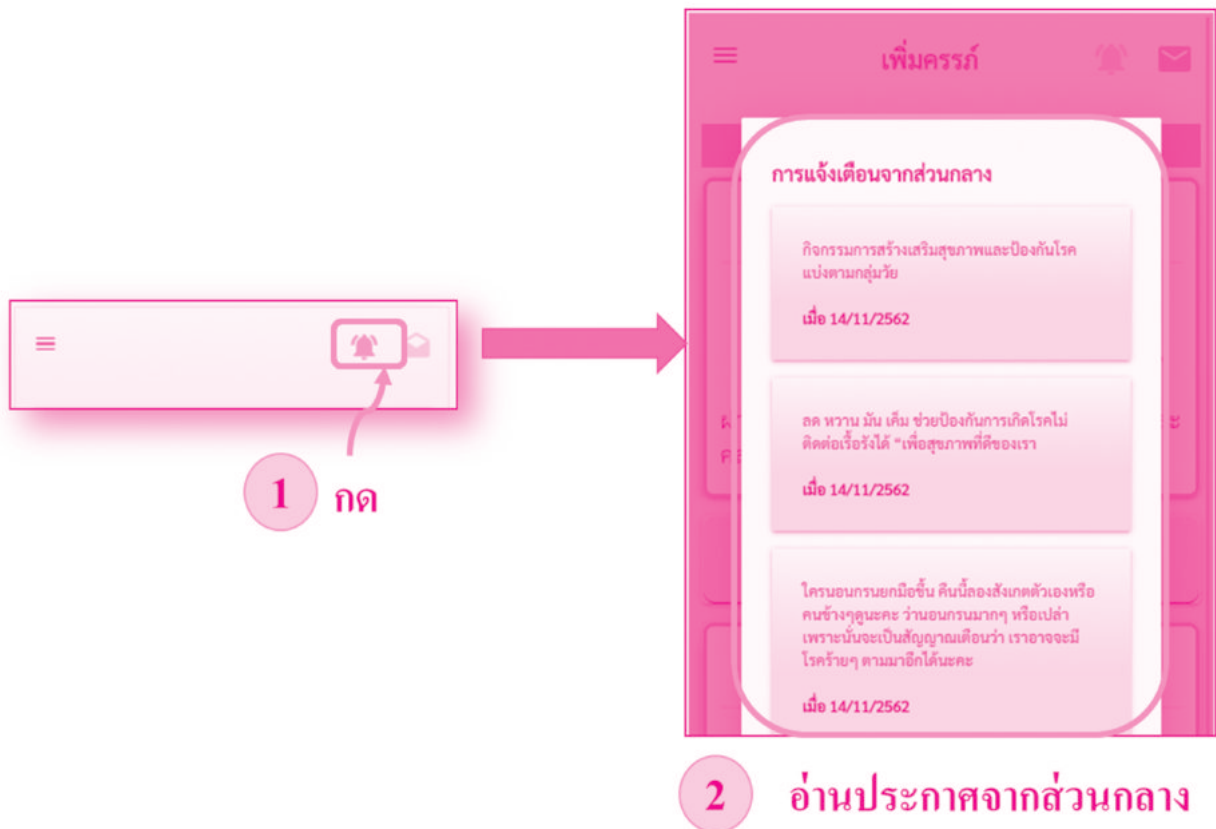 1 กด
เพิ่มครรภ์
การแจ้งเตือนจากส่วนกลาง
กิจกรรมการสร้างเสริมสุขภาพและป้องกันโรค
แบ่งตามกลุ่มวัย
เมื่อ 14/11/2562
ลด หวาน มัน เค็ม ช่วยป้องกันการเกิดโรคไม่
ติดต่อเรื้อรังได้ "เพื่อสุขภาพที่ดีของเรา
เมื่อ 14/11/2562
ใครนอนกรนยกมือขึ้น คืนนี้ลองสังเกตตัวเองหรือ
คนข้างๆดูนะคะ ว่านอนกรนมากๆ หรือเปล่า
เพราะนั่นจะเป็นสัญญาณเตือนว่า เราอาจจะมี
โรคร้ายๆ ตามมาอีกได้นะคะ
เมื่อ 14/11/2562
2 อ่านประกาศจากส่วนกลาง